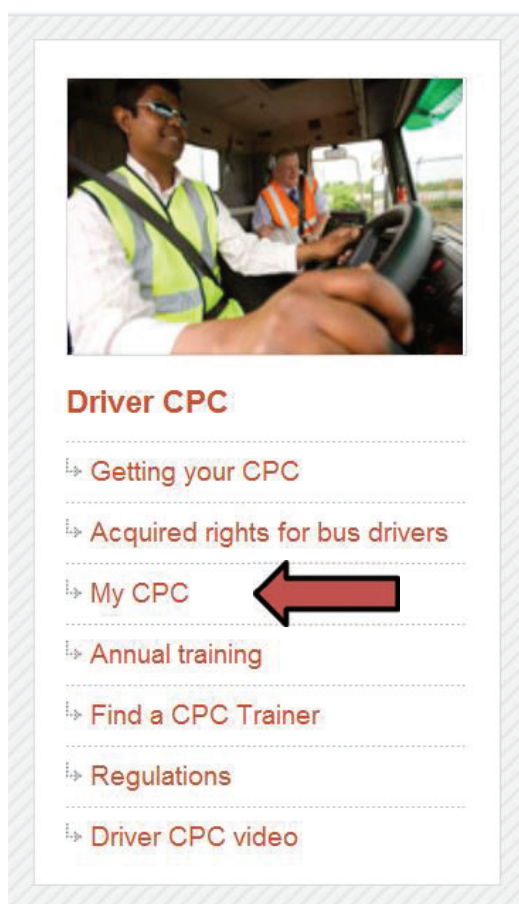 Driver CPC
Getting your CPC
Acquired rights for bus drivers
My CPC
Annual training
Find a CPC Trainer
Regulations
Driver CPC video